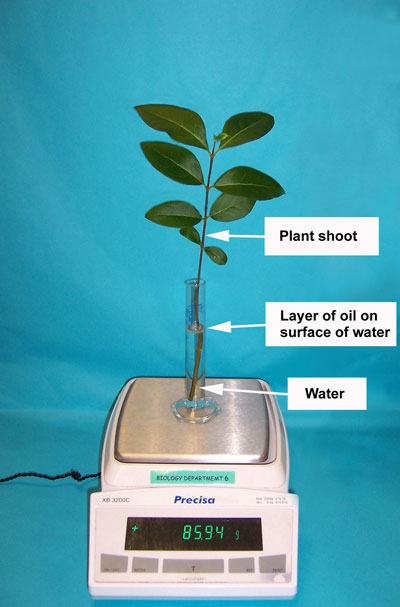 Plant shoot
Layer of oil on
surface of water
Water
BIOLOGY DEPARTMENT 6
XB 3200C
Precisa
+ 85.94 g